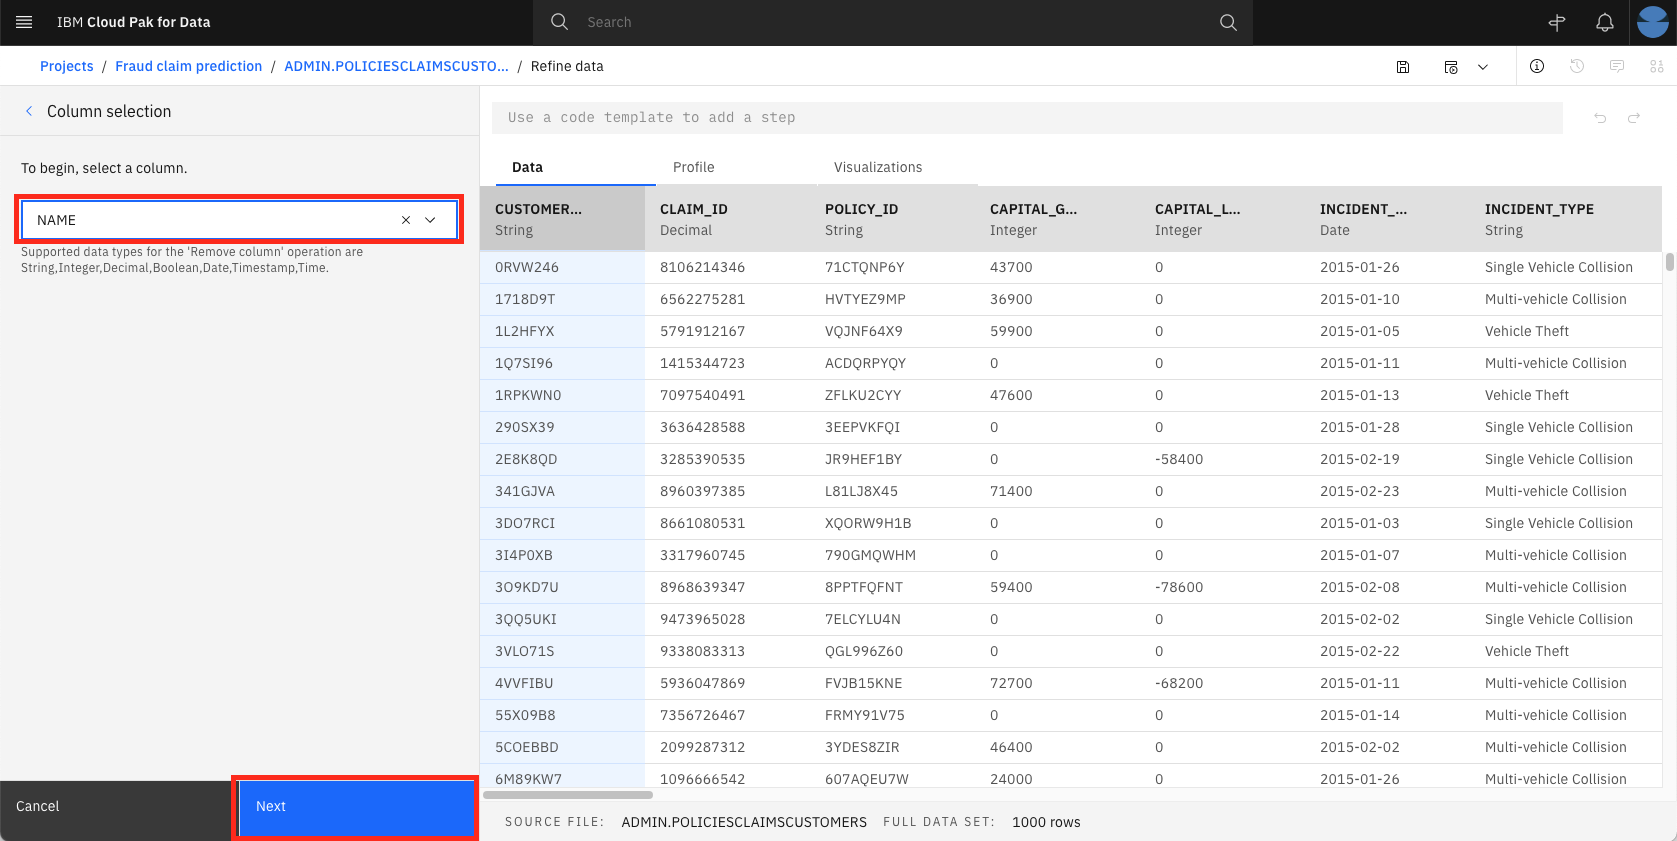 IBM Cloud Pak for Data
Search
Projects / Fraud claim prediction / ADMIN.POLICIESCLAIMSCUSTO... / Refine data
Column selection
To begin, select a column.
NAME
Supported data types for the 'Remove column' operation are
String,Integer,Decimal,Boolean,Date,Timestamp,Time.
Cancel
Next
Use a code template to add a step
Data Profile Visualizations
CUSTOMER... CLAIM_ID POLICY_ID CAPITAL_G... CAPITAL_L... INCIDENT_... INCIDENT_TYPE
String Decimal String Integer Integer Date String
0RVW246 8106214346 71CTQNP6Y 43700 0 2015-01-26 Single Vehicle Collision
1718D9T 6562275281 HVTYEZ9MP 36900 0 2015-01-10 Multi-vehicle Collision
1L2HFYX 5791912167 VQJNF64X9 59900 0 2015-01-05 Vehicle Theft
1Q7SI96 1415344723 ACDQRPYQY 0 0 2015-01-11 Multi-vehicle Collision
1RPKWN0 7097540491 ZFLKU2CYY 47600 0 2015-01-13 Vehicle Theft
290SX39 3636428588 3EEPVKFQI 0 0 2015-01-28 Single Vehicle Collision
2E8K8QD 3285390535 JR9HEF1BY 0 -58400 2015-02-19 Single Vehicle Collision
341GJVA 8960397385 L81LJ8X45 71400 0 2015-02-23 Multi-vehicle Collision
3DO7RCI 8661080531 XQORW9H1B 0 0 2015-01-03 Single Vehicle Collision
3I4P0XB 3317960745 790GMQWHM 0 0 2015-01-07 Multi-vehicle Collision
3O9KD7U 8968639347 8PPTFQFNT 59400 -78600 2015-02-08 Multi-vehicle Collision
3QQ5UKI 9473965028 7ELCYLU4N 0 0 2015-02-02 Single Vehicle Collision
3VLO71S 9338083313 QGL996Z60 0 0 2015-02-22 Vehicle Theft
4VVFIBU 5936047869 FVJB15KNE 72700 -68200 2015-01-11 Multi-vehicle Collision
55X09B8 7356726467 FRMY91V75 0 0 2015-01-14 Multi-vehicle Collision
5COEBBD 2099287312 3YDES8ZIR 46400 0 2015-02-02 Multi-vehicle Collision
6M89KW7 1096666542 607AQEU7W 24000 0 2015-01-26 Multi-vehicle Collision
SOURCE FILE: ADMIN.POLICIESCLAIMSCUSTOMERS FULL DATA SET: 1000 rows